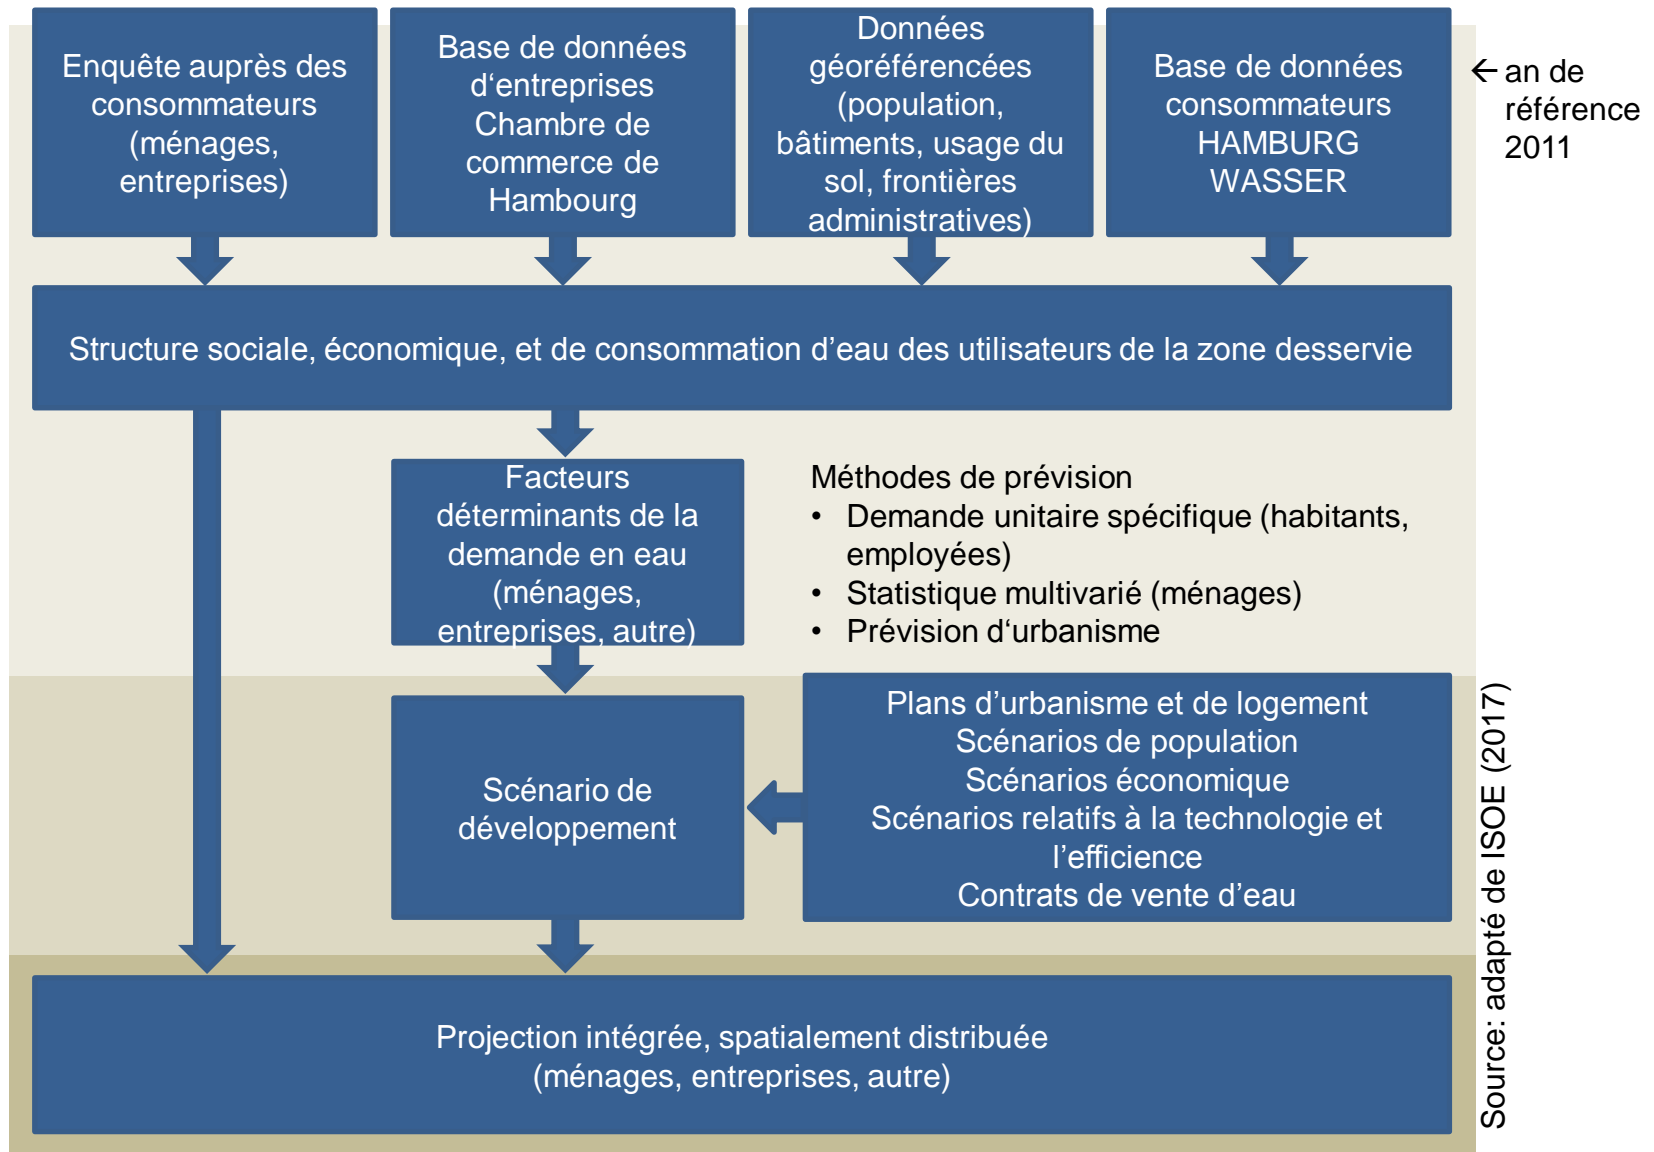 Enquête auprès des
consommateurs
(ménages,
entreprises)
Base de données
d‘entreprises
Chambre de
commerce de
Hambourg
Données
géoréférencées
(population,
bâtiments, usage du
sol, frontières
administratives)
Base de données
consommateurs
HAMBURG
WASSER
← an de
référence
2011
Structure sociale, économique, et de consommation d’eau des utilisateurs de la zone desservie
Facteurs
déterminants de la
demande en eau
(ménages,
entreprises, autre)
Méthodes de prévision
• Demande unitaire spécifique (habitants,
employées)
• Statistique multivarié (ménages)
• Prévision d‘urbanisme
Scénario de
développement
Plans d’urbanisme et de logement
Scénarios de population
Scénarios économique
Scénarios relatifs à la technologie et
l’efficience
Contrats de vente d’eau
Projection intégrée, spatialement distribuée
(ménages, entreprises, autre)
Source: adapté de ISOE (2017)